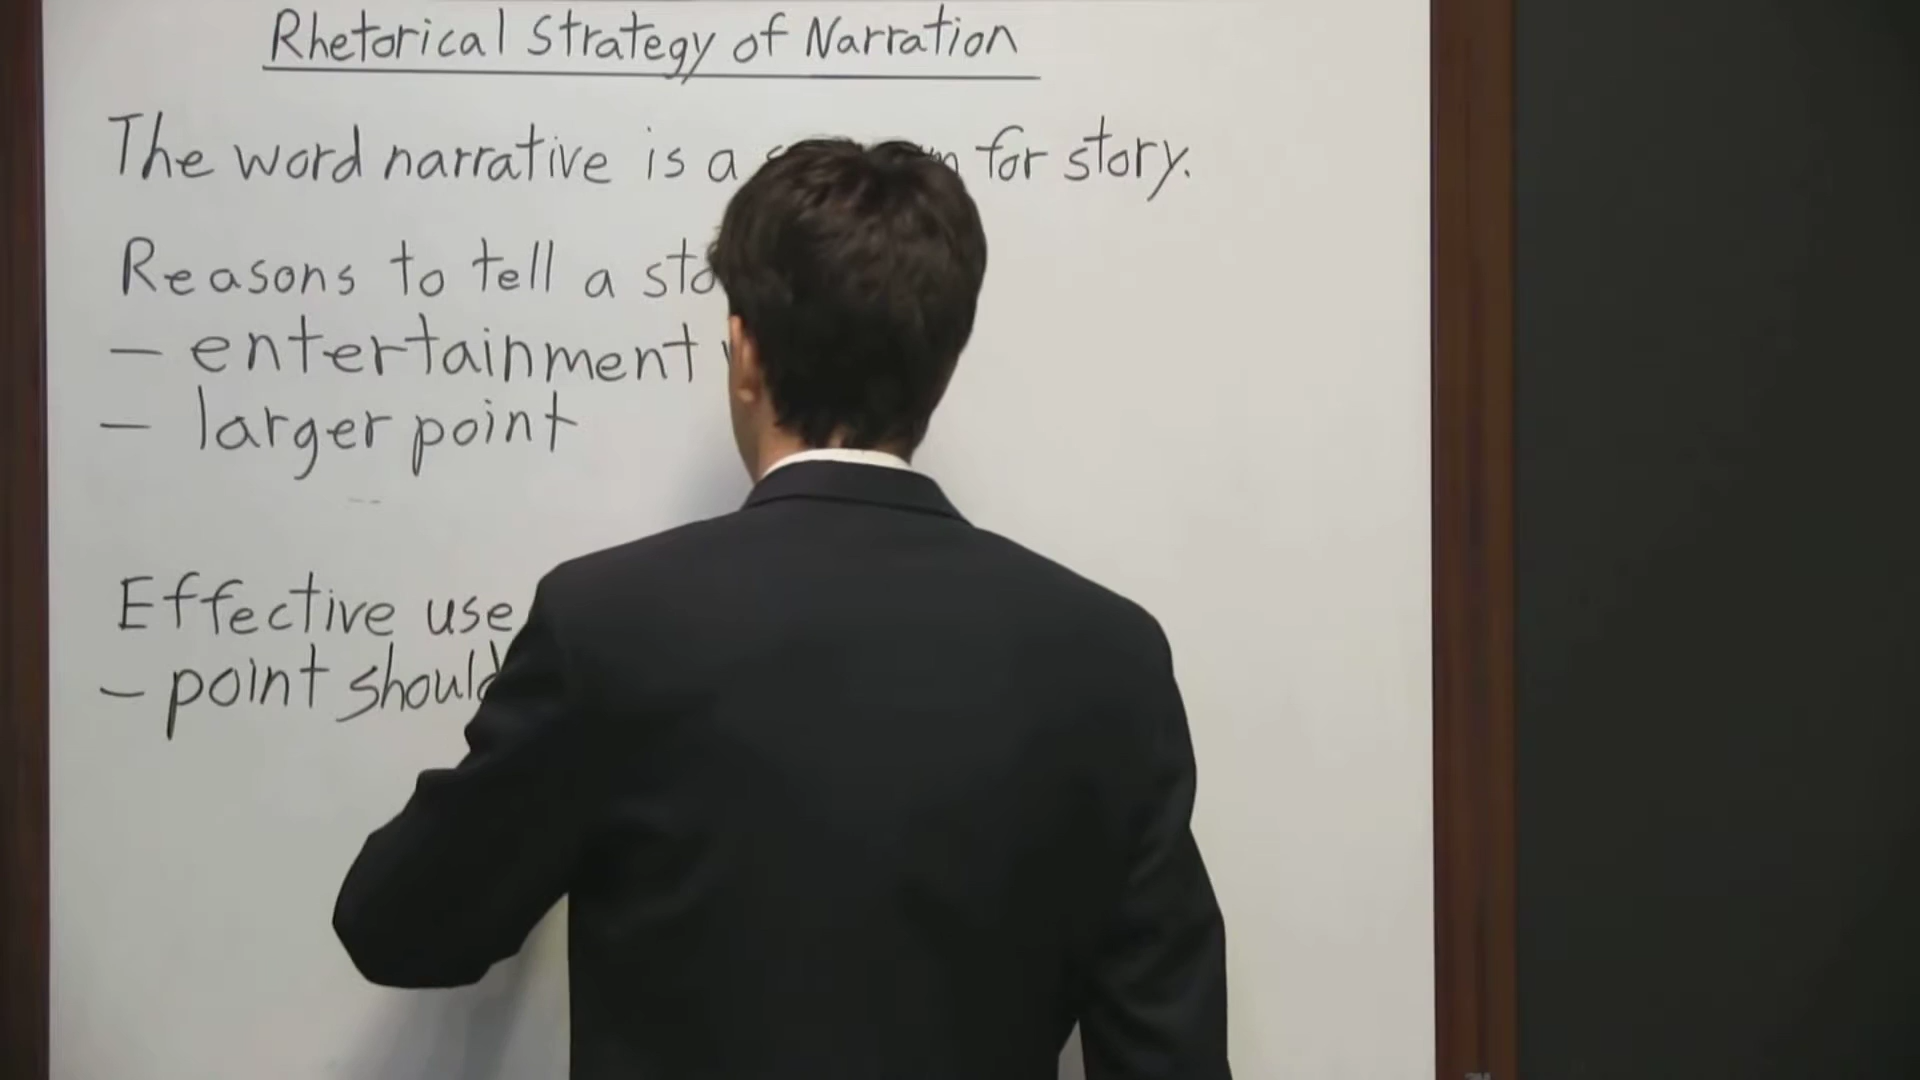 Rhetorical Strategy of Narration
The word narrative is a for story.
Reasons to tell a
- entertainment
- larger point
Effective use
- point should